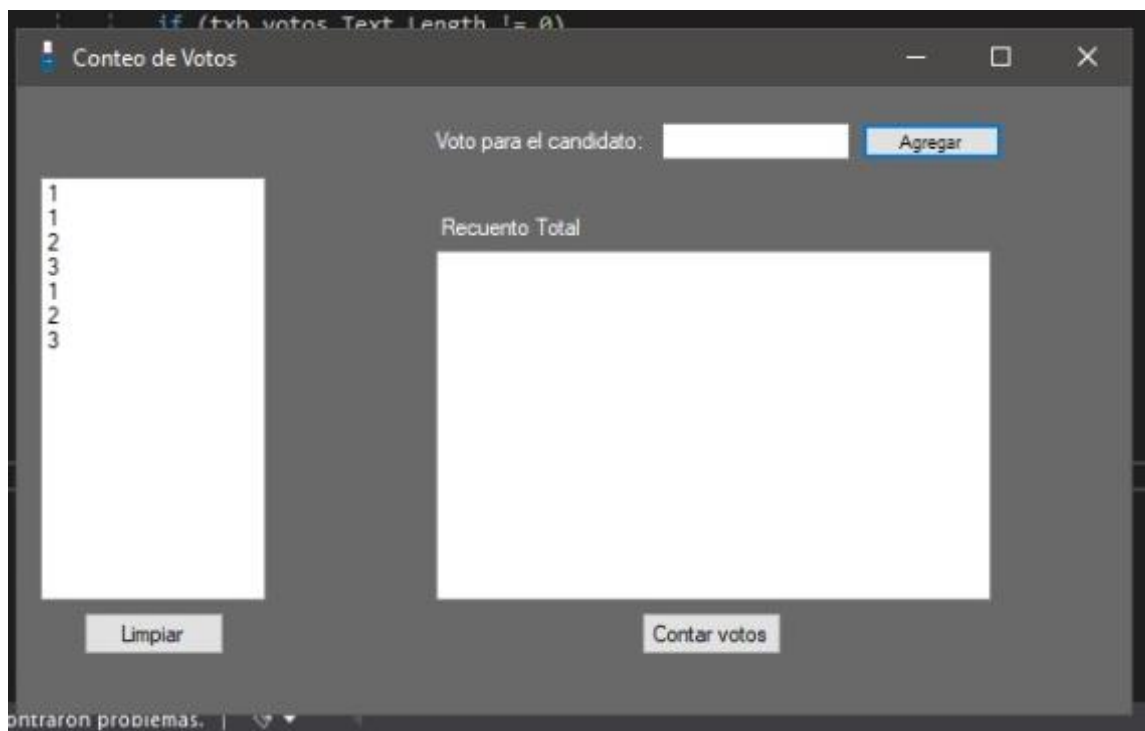 if (txb_votos.Text.Length != 0)
Conteo de Votos
Voto para el candidato:
Agregar
1
1
2
3
1
2
3
Recuento Total
Limpiar
Contar votos
ontraron problemas.